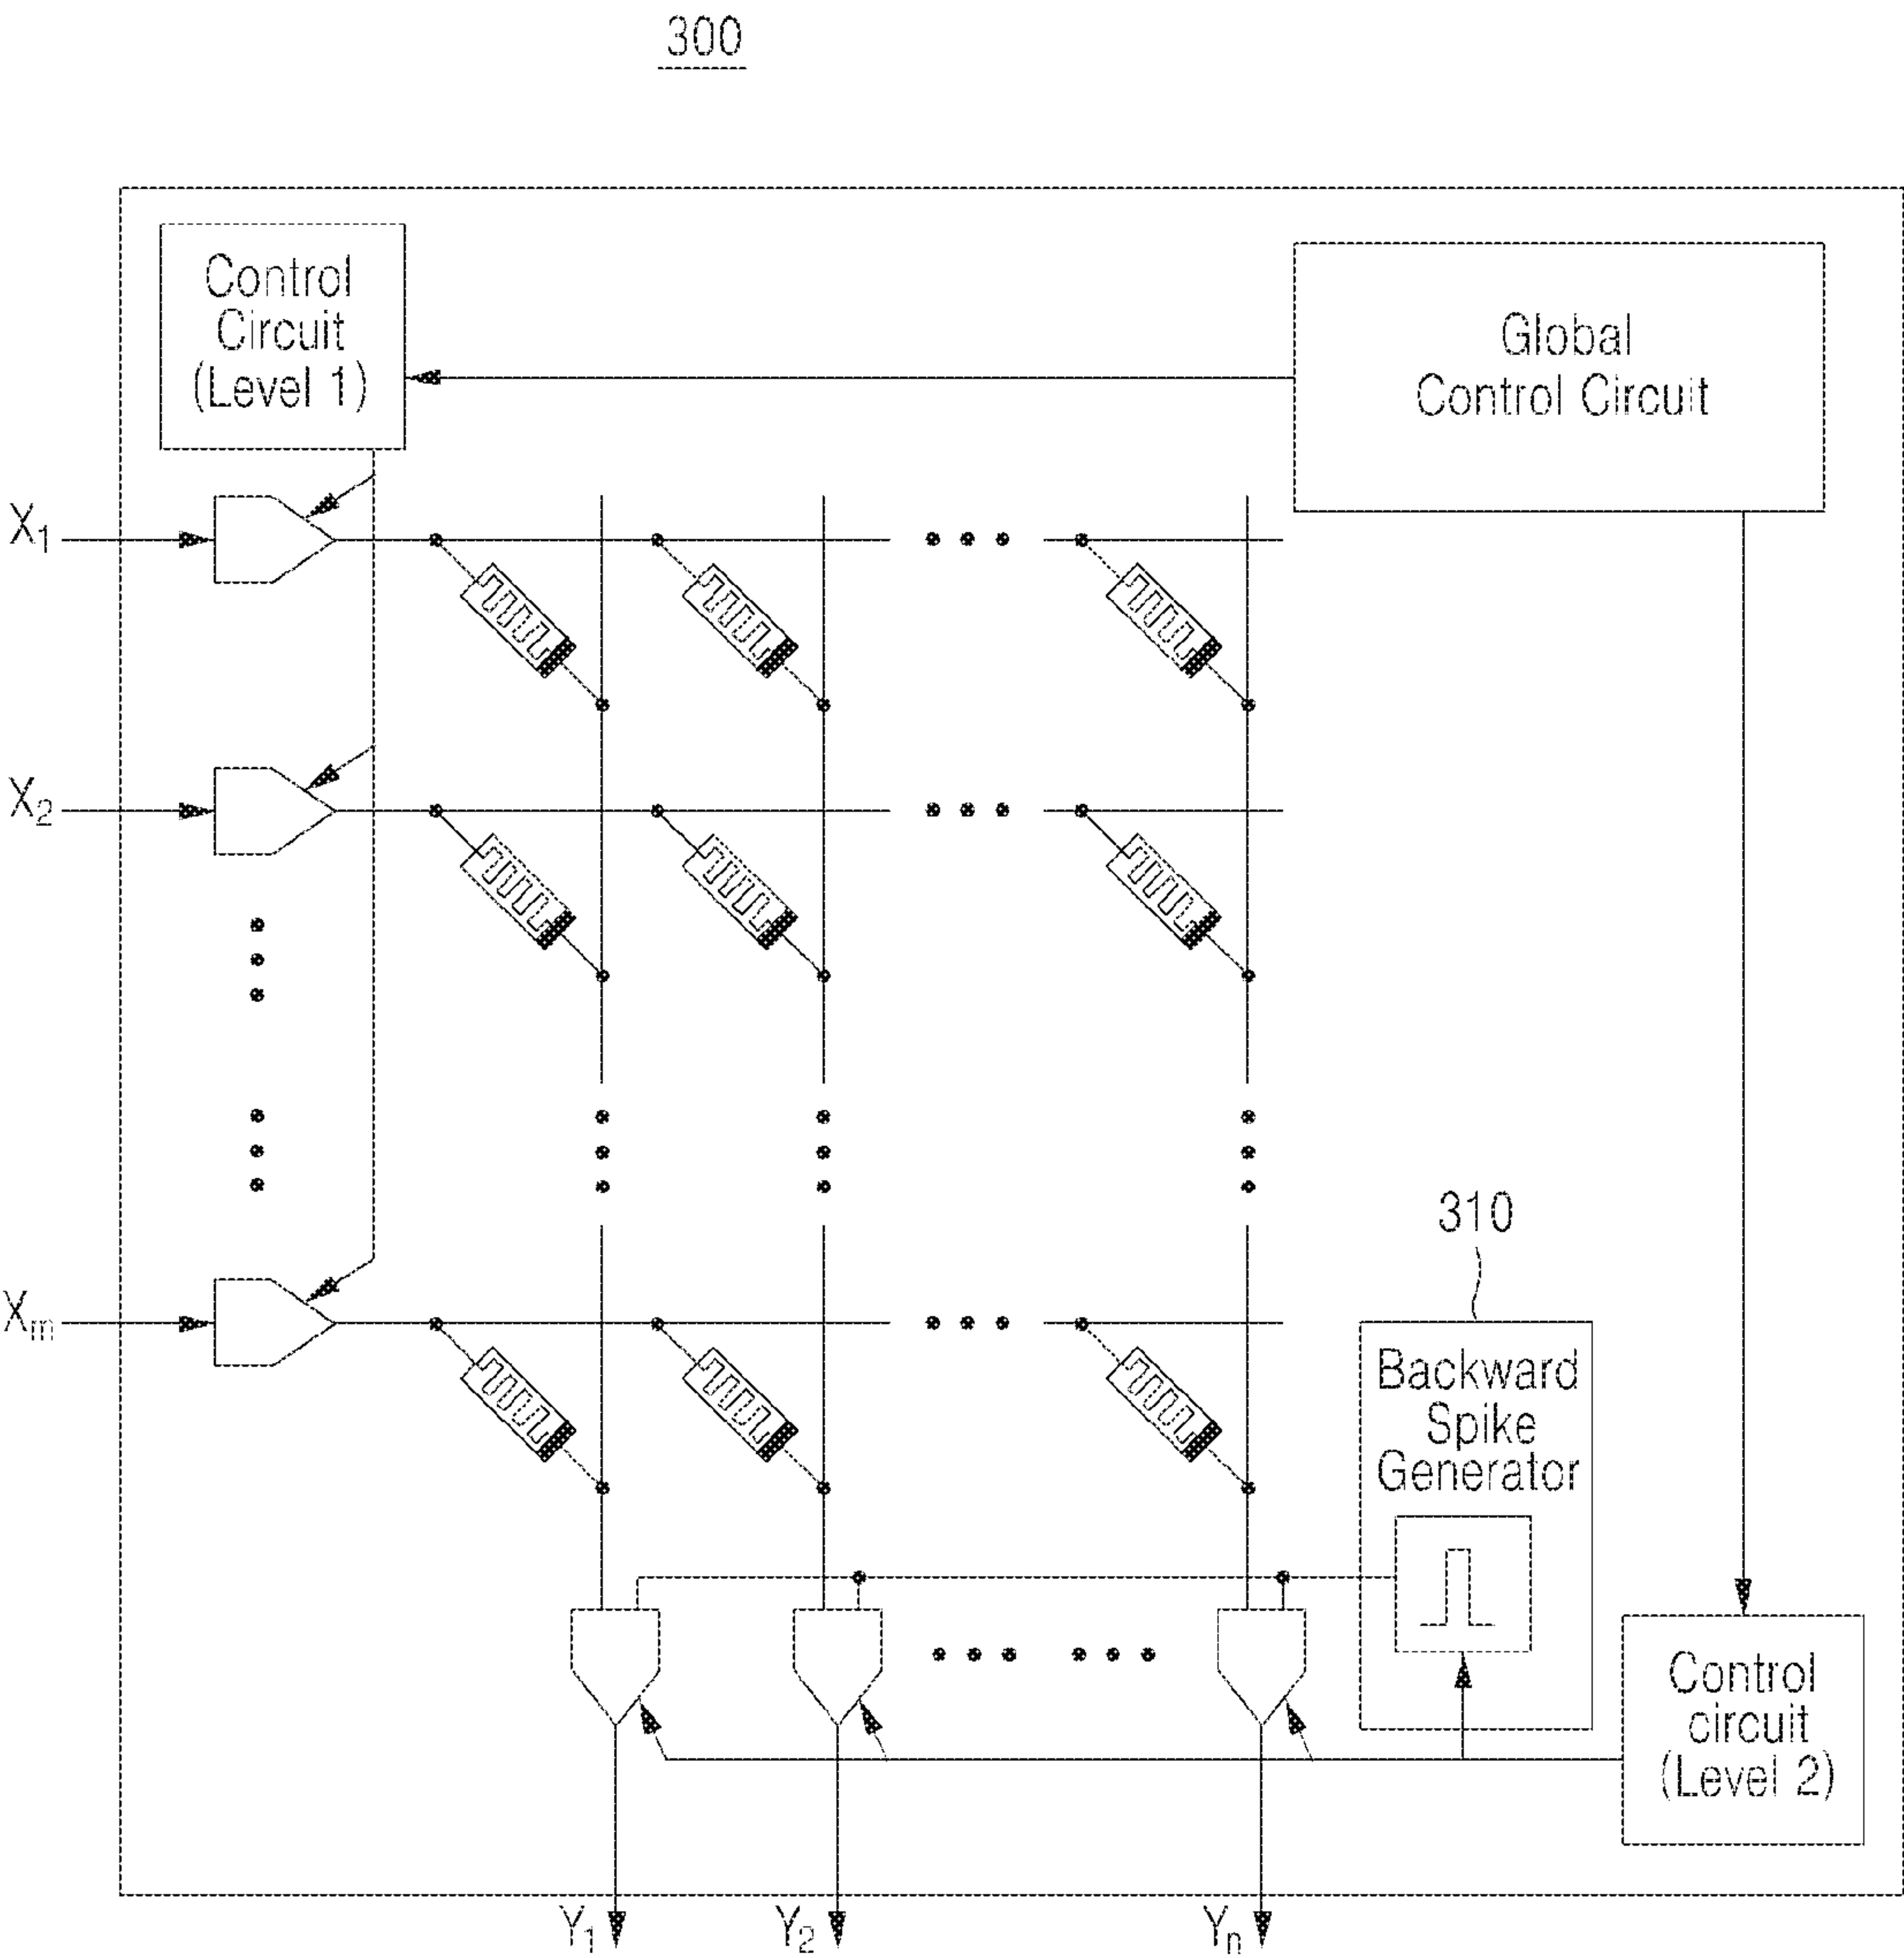 300
Control
Circuit
(Level 1)
Global
Control Circuit
X1
X2
Xm
310
Backward
Spike
Generator
Control
circuit
(Level 2)
Y1
Y2
Yn